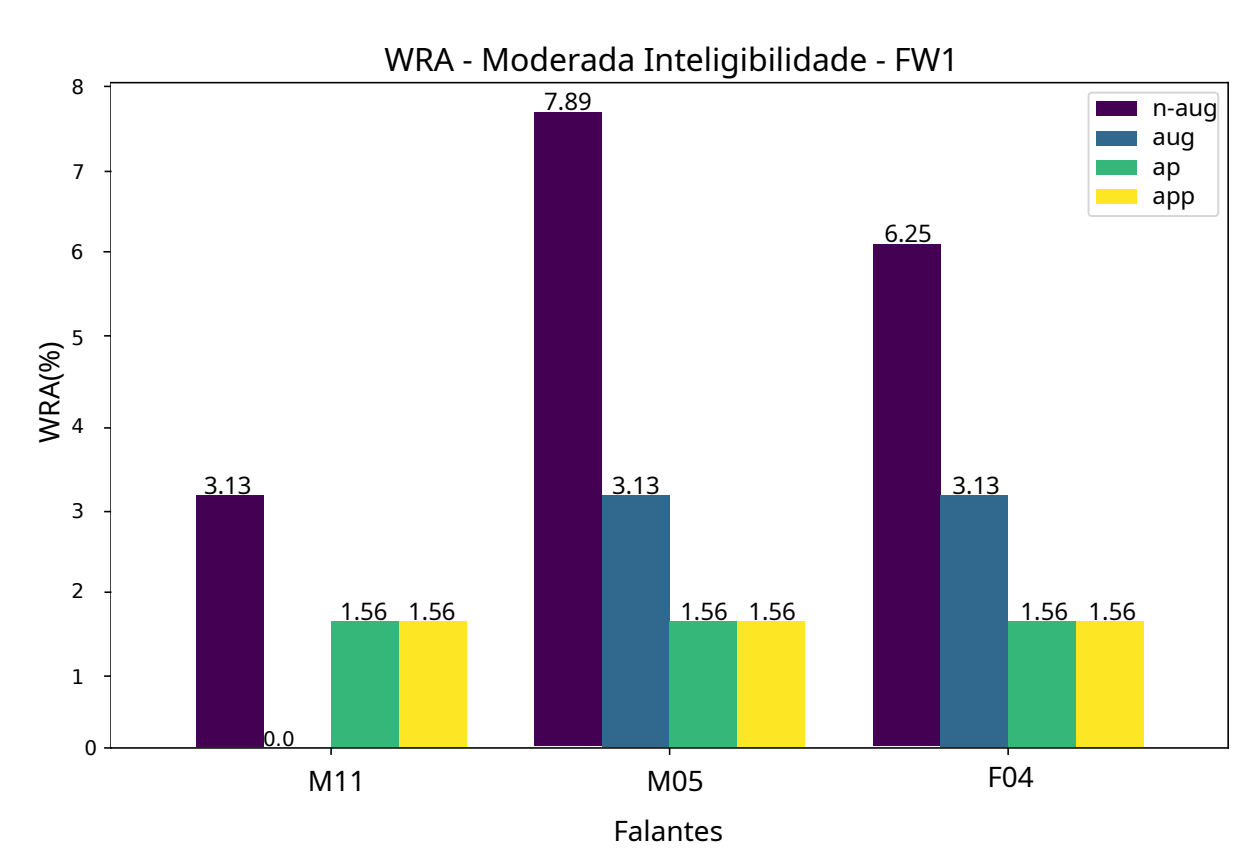 WRA - Moderada Inteligibilidade - FW1
8
7
6
5
4
3
2
1
0
WRA(%)
n-aug
aug
ap
app
3.13
0.0
1.56
1.56
7.89
3.13
1.56
1.56
6.25
3.13
1.56
1.56
M11
M05
F04
Falantes